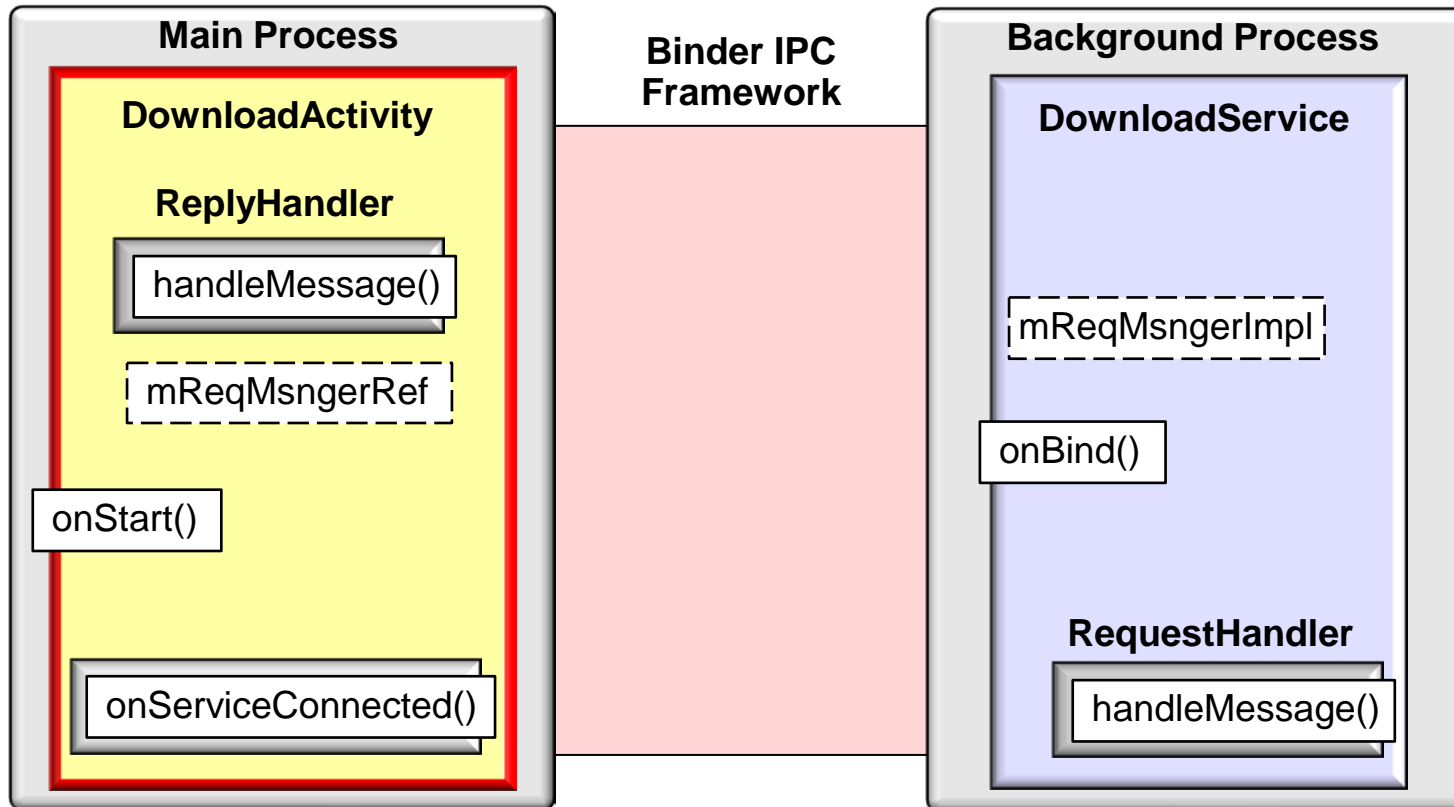 Main Process
DownloadActivity
ReplyHandler
handleMessage()
mReqMsngerRef
onStart()
onServiceConnected()
Binder IPC
Framework
Background Process
DownloadService
mReqMsngerImpl
onBind()
RequestHandler
handleMessage()